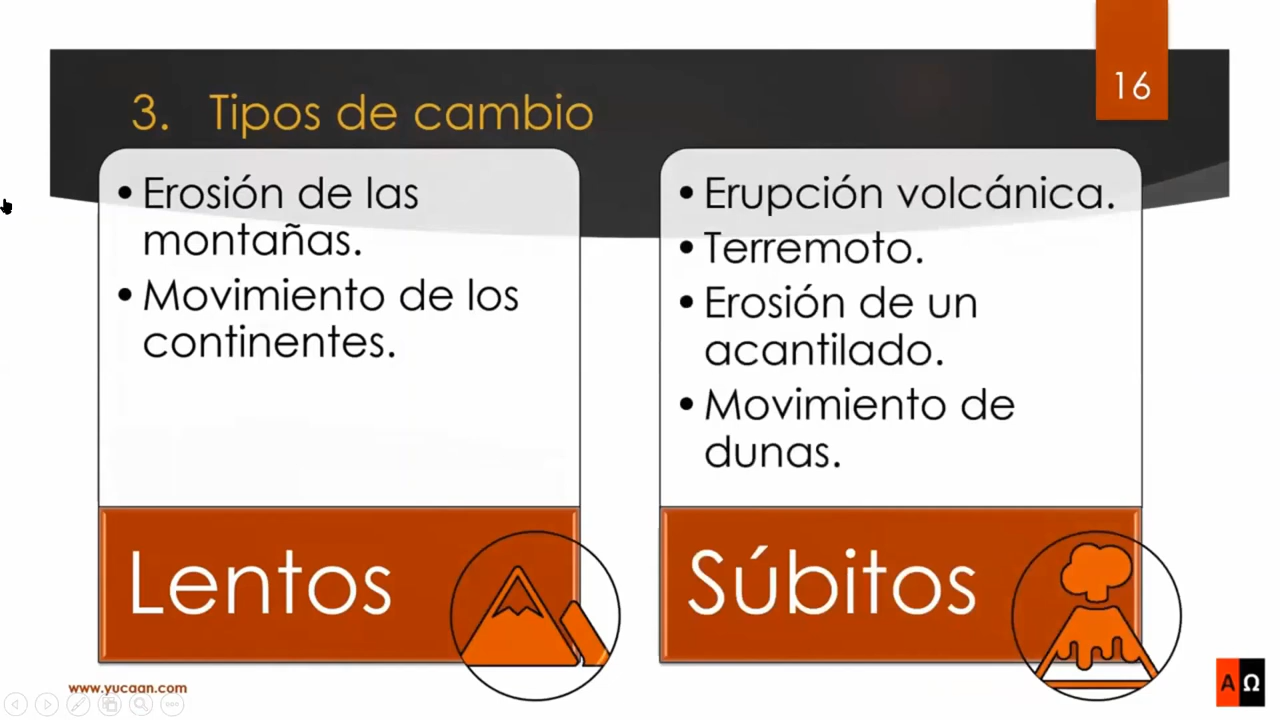 16
3. Tipos de cambio
• Erosión de las
montañas.
• Movimiento de los
continentes.
Lentos
• Erupción volcánica.
• Terremoto.
• Erosión de un
acantilado.
• Movimiento de
dunas.
Súbitos
www.yucaan.com
ΑΩ